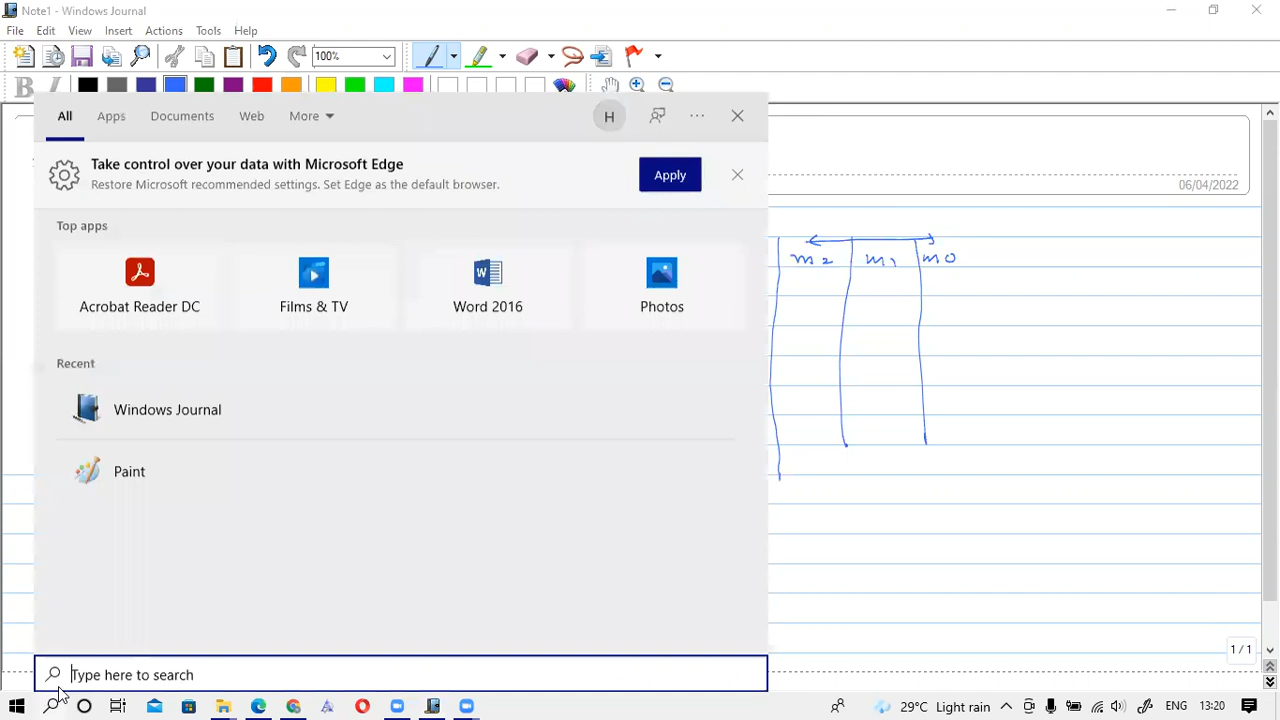 Note1 - Windows Journal
File Edit View Insert Actions Tools Help
100%
B I
All Apps Documents Web More H
Take control over your data with Microsoft Edge
Restore Microsoft recommended settings. Set Edge as the default browser.
Apply
06/04/2022
Top apps
m2 m1 m0
Acrobat Reader DC Films & TV Word 2016 Photos
Recent
Windows Journal
Paint
1 / 1
Type here to search
29°C Light rain ENG 13:20